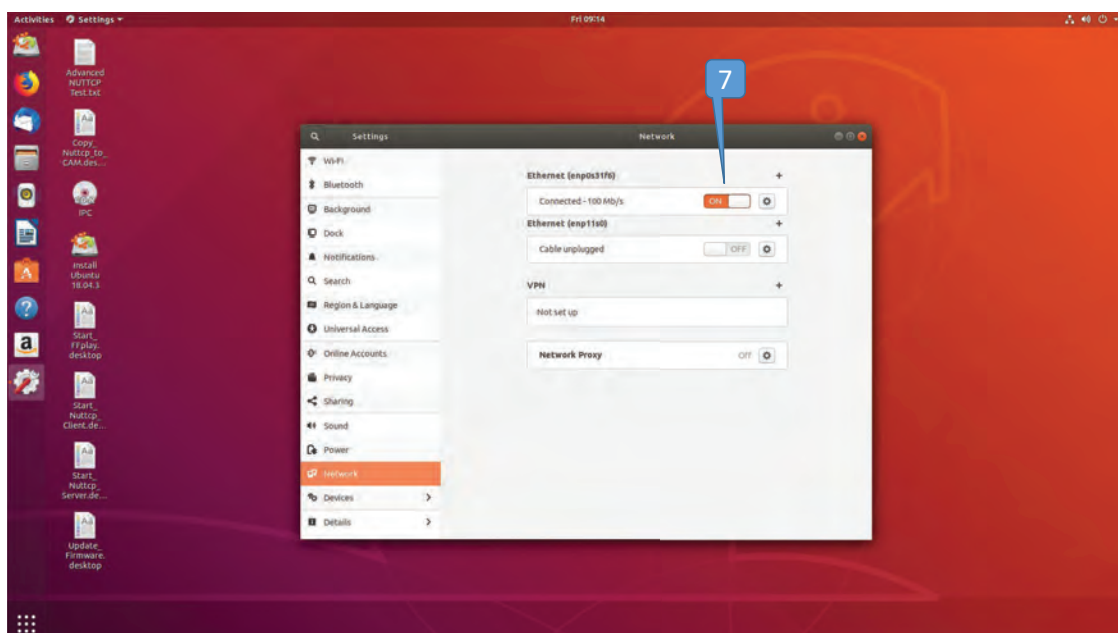 Activities
Settings
Fri 09:14
7
Advanced
NUTTCP
Test.txt
Copy_
Nuttcp_to_
CAM.des...
IPC
Install
Ubuntu
18.04.3
Start_
FFplay.
desktop
Start_
Nuttcp_
Client.de...
Start_
Nuttcp_
Server.de...
Update_
Firmware.
desktop
Settings
Network
Wi-Fi
Bluetooth
Background
Dock
Notifications
Search
Region & Language
Universal Access
Online Accounts
Privacy
Sharing
Sound
Power
Network
Devices
Details
Ethernet (enp0s31f6)
Connected - 100 Mb/s
ON
Ethernet (enp11s0)
Cable unplugged
OFF
VPN
Not set up
Network Proxy
Off